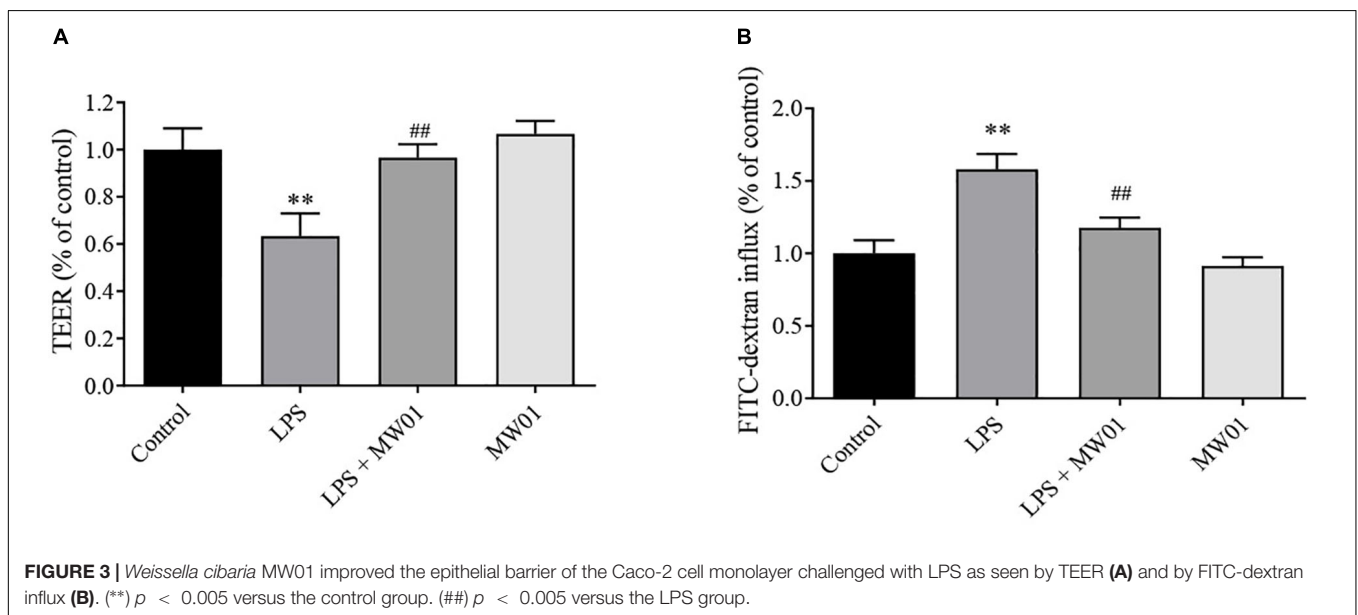 A
TEER (% of control)
1.2
1.0
0.8
0.6
0.4
0.2
0.0
**
##
Control
LPS
LPS + MW01
MW01
B
FITC-dextran influx (% of control)
2.0
1.5
1.0
0.5
0.0
**
##
Control
LPS
LPS + MW01
MW01
FIGURE 3 | Weissella cibaria MW01 improved the epithelial barrier of the Caco-2 cell monolayer challenged with LPS as seen by TEER (A) and by FITC-dextran
influx (B). (**) p < 0.005 versus the control group. (##) p < 0.005 versus the LPS group.